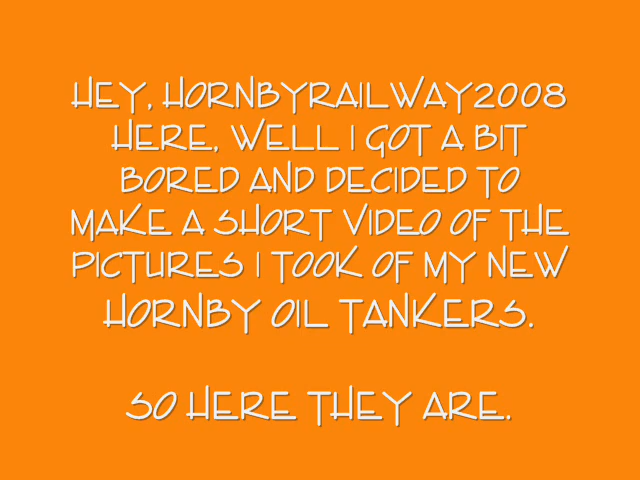 HEY, HORNBYRAILWAY2008
HERE, WELL I GOT A BIT
BORED AND DECIDED TO
MAKE A SHORT VIDEO OF THE
PICTURES I TOOK OF MY NEW
HORNBY OIL TANKERS.
SO HERE THEY ARE.